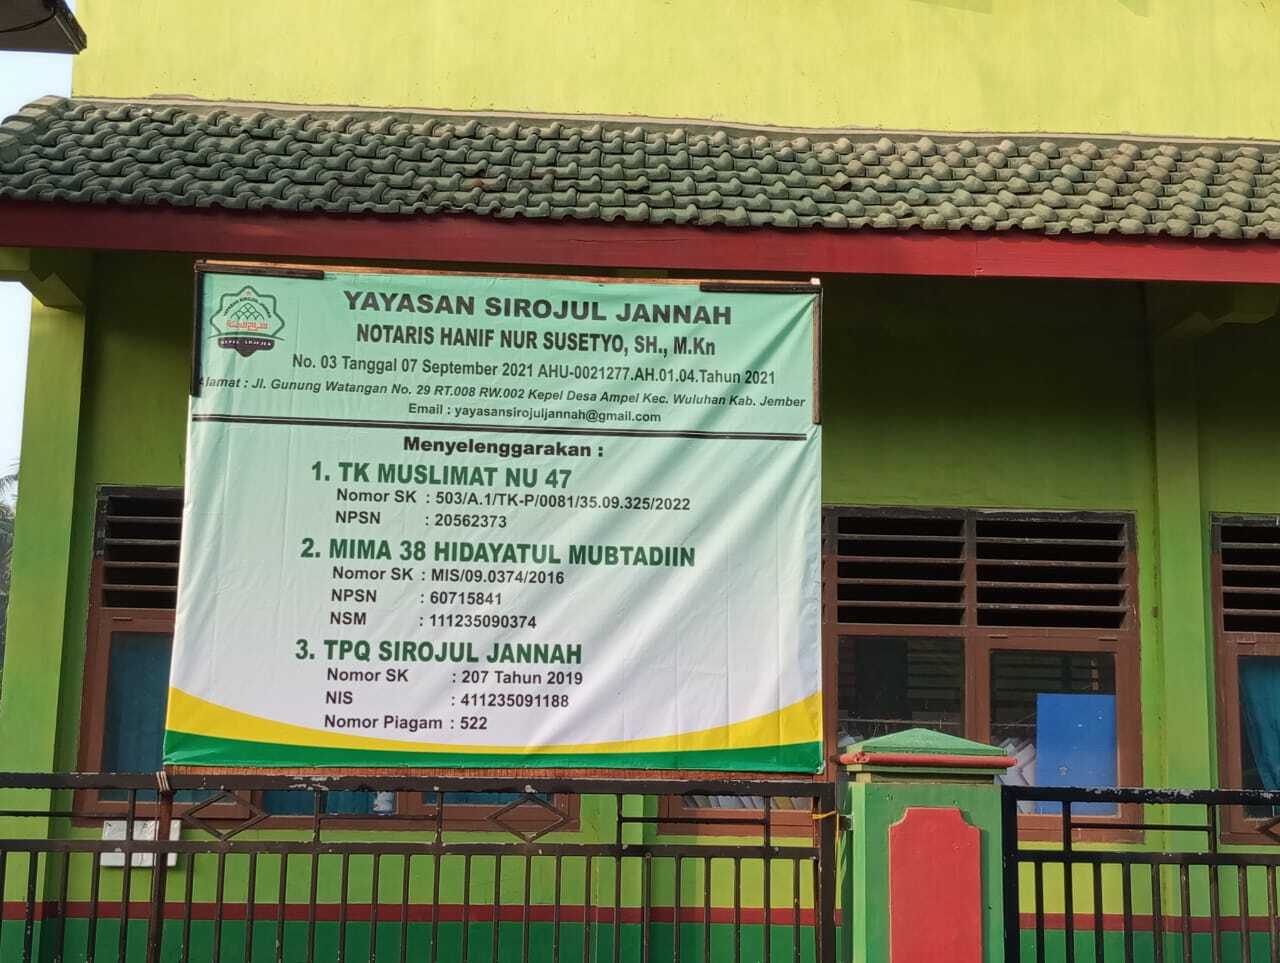 YAYASAN SIROJUL JANNAH
NOTARIS HANIF NUR SUSETYO, SH., M.Kn
No. 03 Tanggal 07 September 2021 AHU-0021277.AH.01.04.Tahun 2021
Alamat : Jl. Gunung Watangan No. 29 RT.008 RW.002 Kepel Desa Ampel Kec. Wuluhan Kab. Jember
Email : yayasansirojuljannah@gmail.com
Menyelenggarakan :
1. TK MUSLIMAT NU 47
Nomor SK : 503/A.1/TK-P/0081/35.09.325/2022
NPSN : 20562373
2. MIMA 38 HIDAYATUL MUBTADIIN
Nomor SK : MIS/09.0374/2016
NPSN : 60715841
NSM : 111235090374
3. TPQ SIROJUL JANNAH
Nomor SK : 207 Tahun 2019
NIS : 411235091188
Nomor Piagam : 522